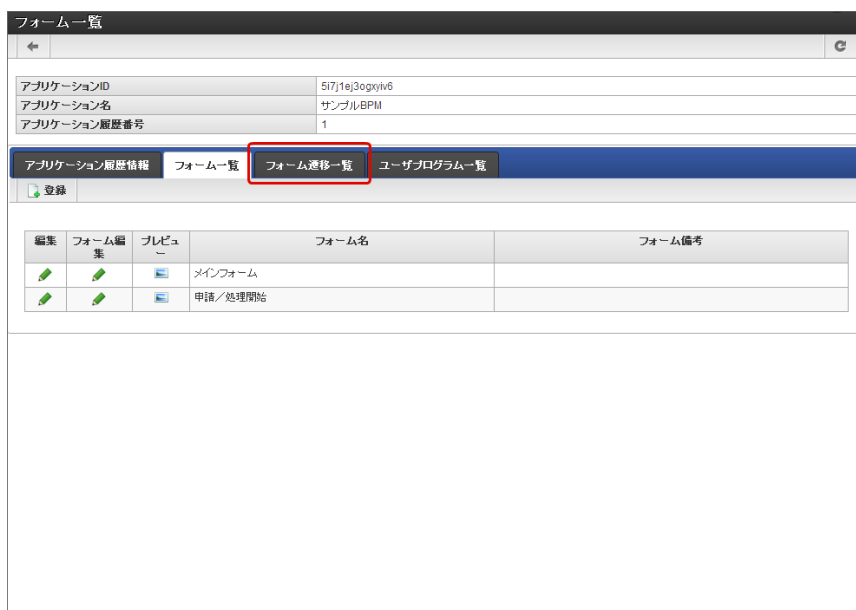 フォーム一覧
アプリケーションID 5i7j1ej3ogxyiv6
アプリケーション名 サンプルBPM
アプリケーション履歴番号 1
アプリケーション履歴情報 フォーム一覧 フォーム遷移一覧 ユーザプログラム一覧
登録
編集 フォーム編集 プレビュー フォーム名 フォーム備考
メインフォーム
申請／処理開始